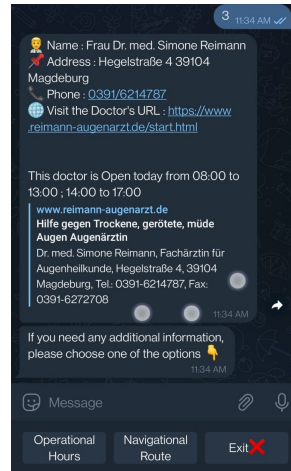 3 11:34 AM
Name : Frau Dr. med. Simone Reimann
Address : Hegelstraße 4 39104
Magdeburg
Phone : 0391/6214787
Visit the Doctor's URL : https://www
.reimann-augenarzt.de/start.html
This doctor is Open today from 08:00 to
13:00 ; 14:00 to 17:00
www.reimann-augenarzt.de
Hilfe gegen Trockene, gerötete, müde
Augen Augenärztin
Dr. med. Simone Reimann, Fachärztin für
Augenheilkunde, Hegelstraße 4, 39104
Magdeburg, Tel.: 0391-6214787, Fax:
0391-6272708
11:34 AM
If you need any additional information,
please choose one of the options
11:34 AM
Message
Operational
Hours
Navigational
Route
Exit